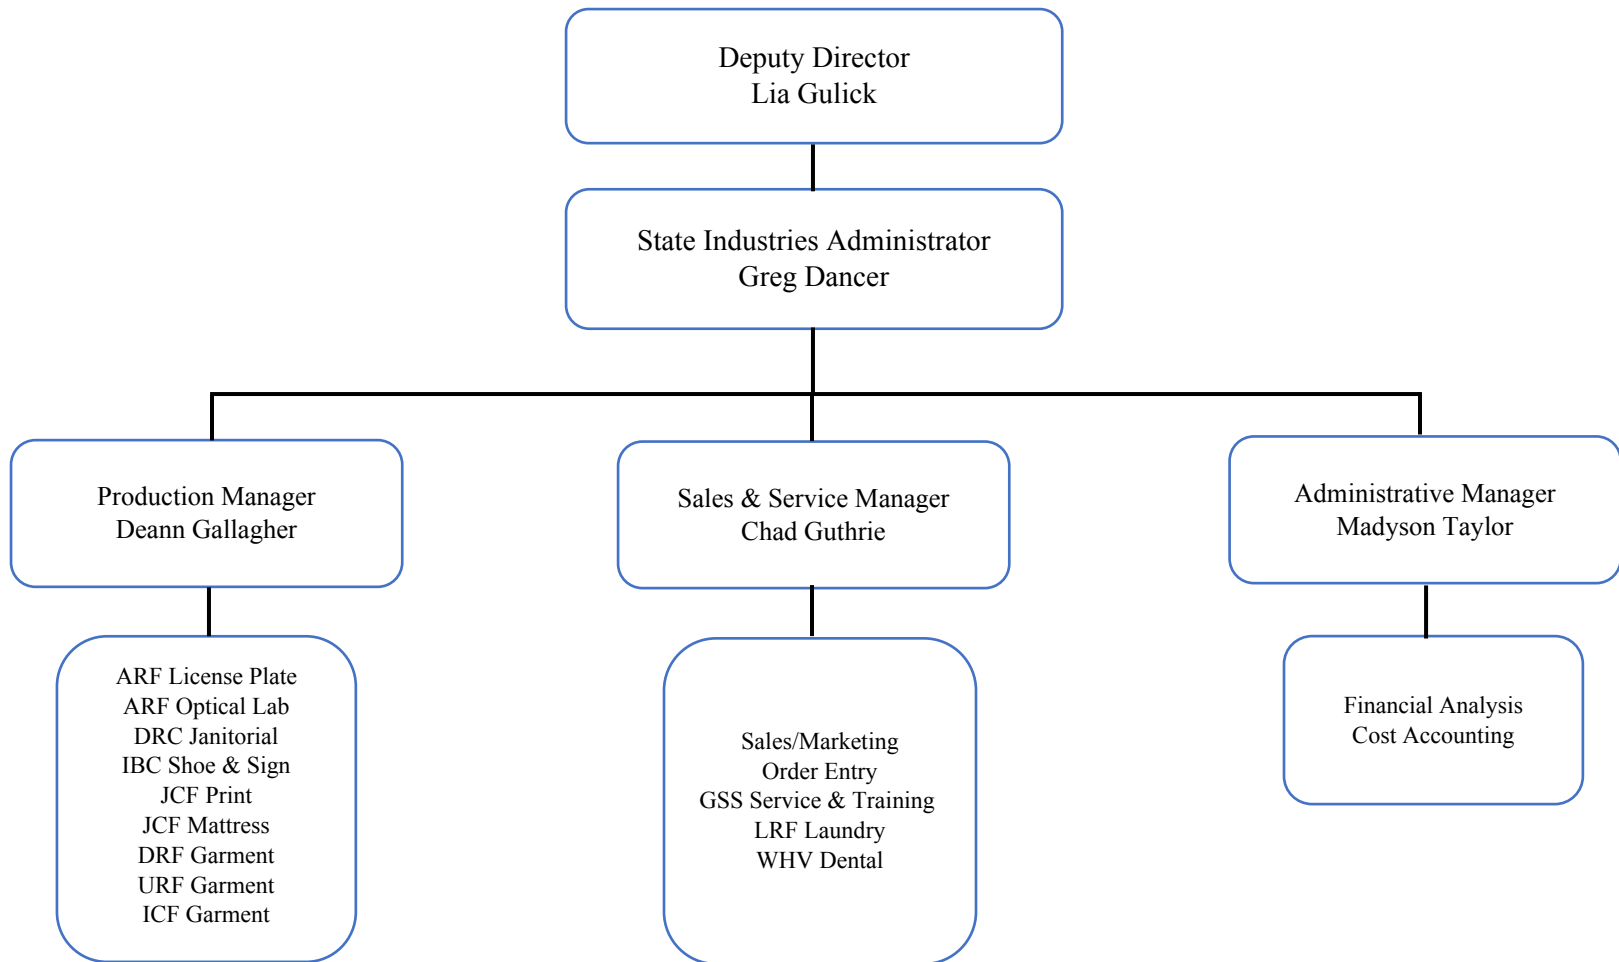 Deputy Director
Lia Gulick
State Industries Administrator
Greg Dancer
Production Manager
Deann Gallagher
Sales & Service Manager
Chad Guthrie
Administrative Manager
Madyson Taylor
ARF License Plate
ARF Optical Lab
DRC Janitorial
IBC Shoe & Sign
JCF Print
JCF Mattress
DRF Garment
URF Garment
ICF Garment
Sales/Marketing
Order Entry
GSS Service & Training
LRF Laundry
WHV Dental
Financial Analysis
Cost Accounting